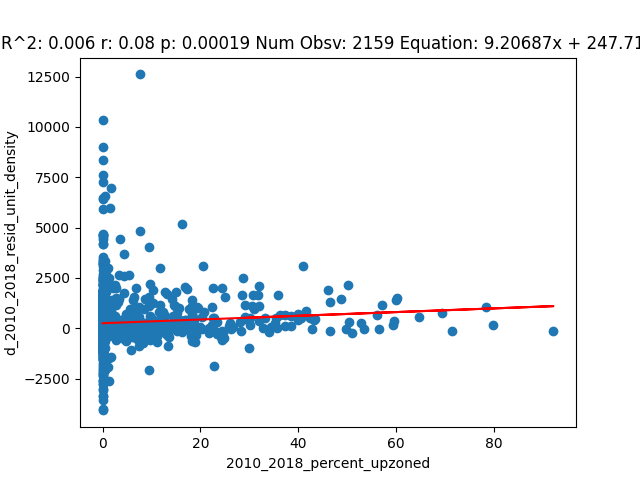 R^2: 0.006 r: 0.08 p: 0.00019 Num Obsv: 2159 Equation: 9.20687x + 247.71
12500
10000
7500
5000
2500
0
−2500
d_2010_2018_resid_unit_density
0 20 40 60 80
2010_2018_percent_upzoned